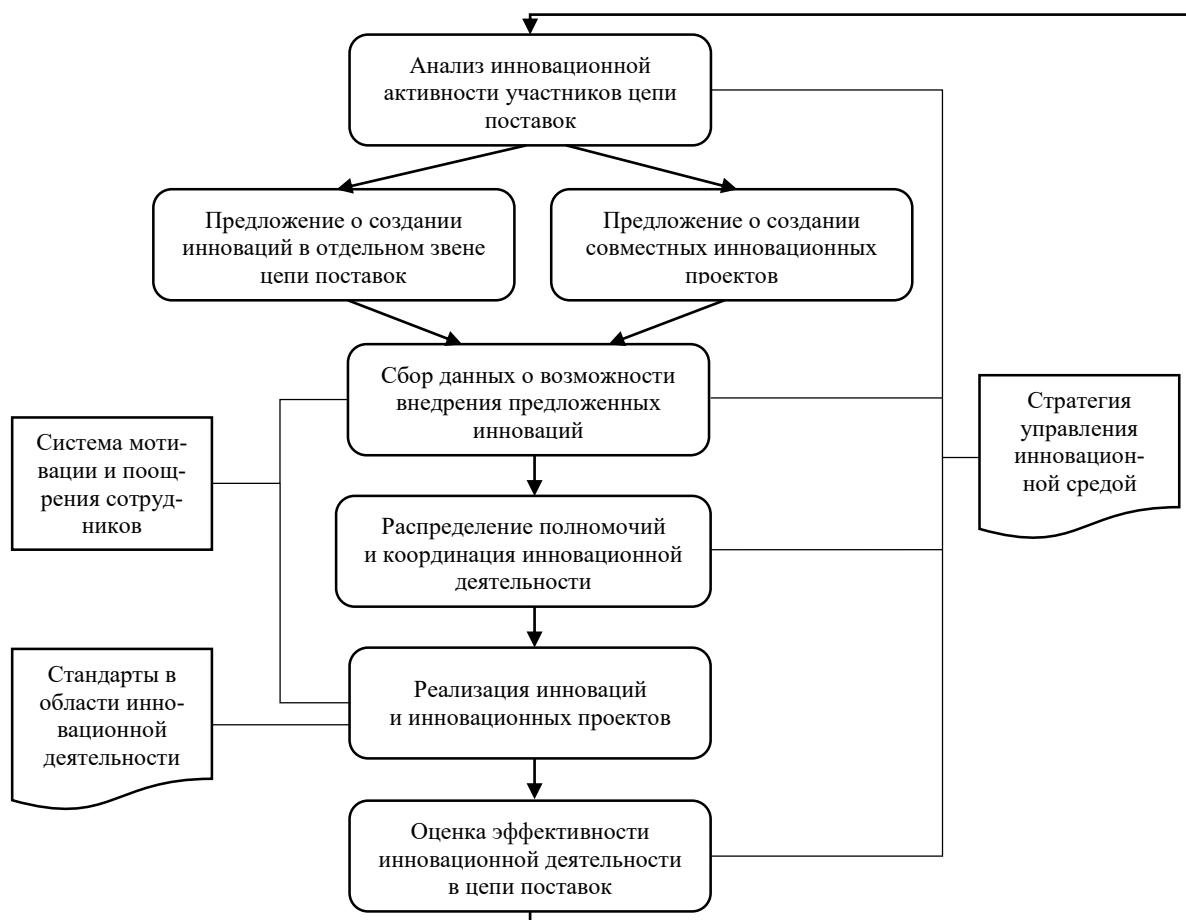 Анализ инновационной
активности участников цепи
поставок
Предложение о создании
инноваций в отдельном звене
цепи поставок
Предложение о создании
совместных инновационных
проектов
Сбор данных о возможности
внедрения предложенных
инноваций
Система моти-
вации и поощ-
рения сотруд-
ников
Стратегия
управления
инновацион-
ной средой
Распределение полномочий
и координация инновационной
деятельности
Стандарты в
области инно-
вационной
деятельности
Реализация инноваций
и инновационных проектов
Оценка эффективности
инновационной деятельности
в цепи поставок